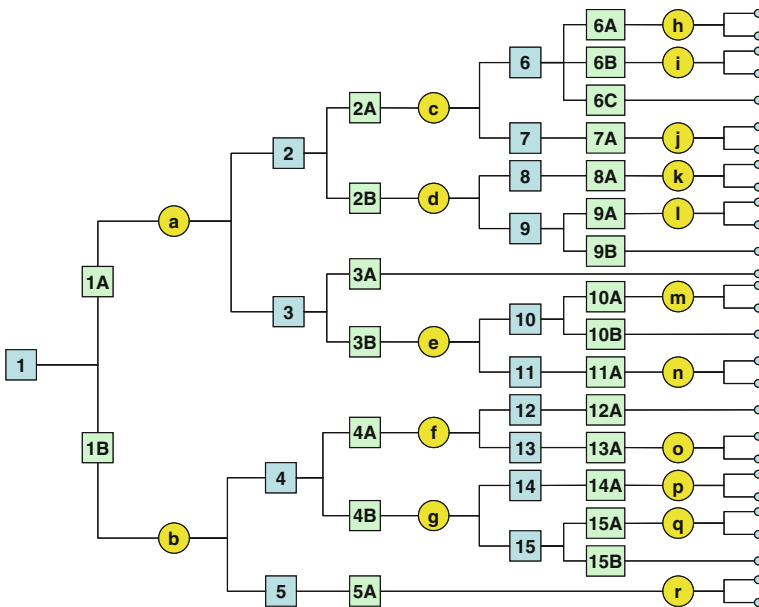 6A h
6 6B i
2A c 6C
2 7 7A j
8 8A k
2B d 9A l
a 9 9B
3A
1A 10A m
3 10 10B
3B e
1 11 11A n
12 12A
4A f
1B 13 13A o
4 14 14A p
4B g 15A q
b 15 15B
5 5A r